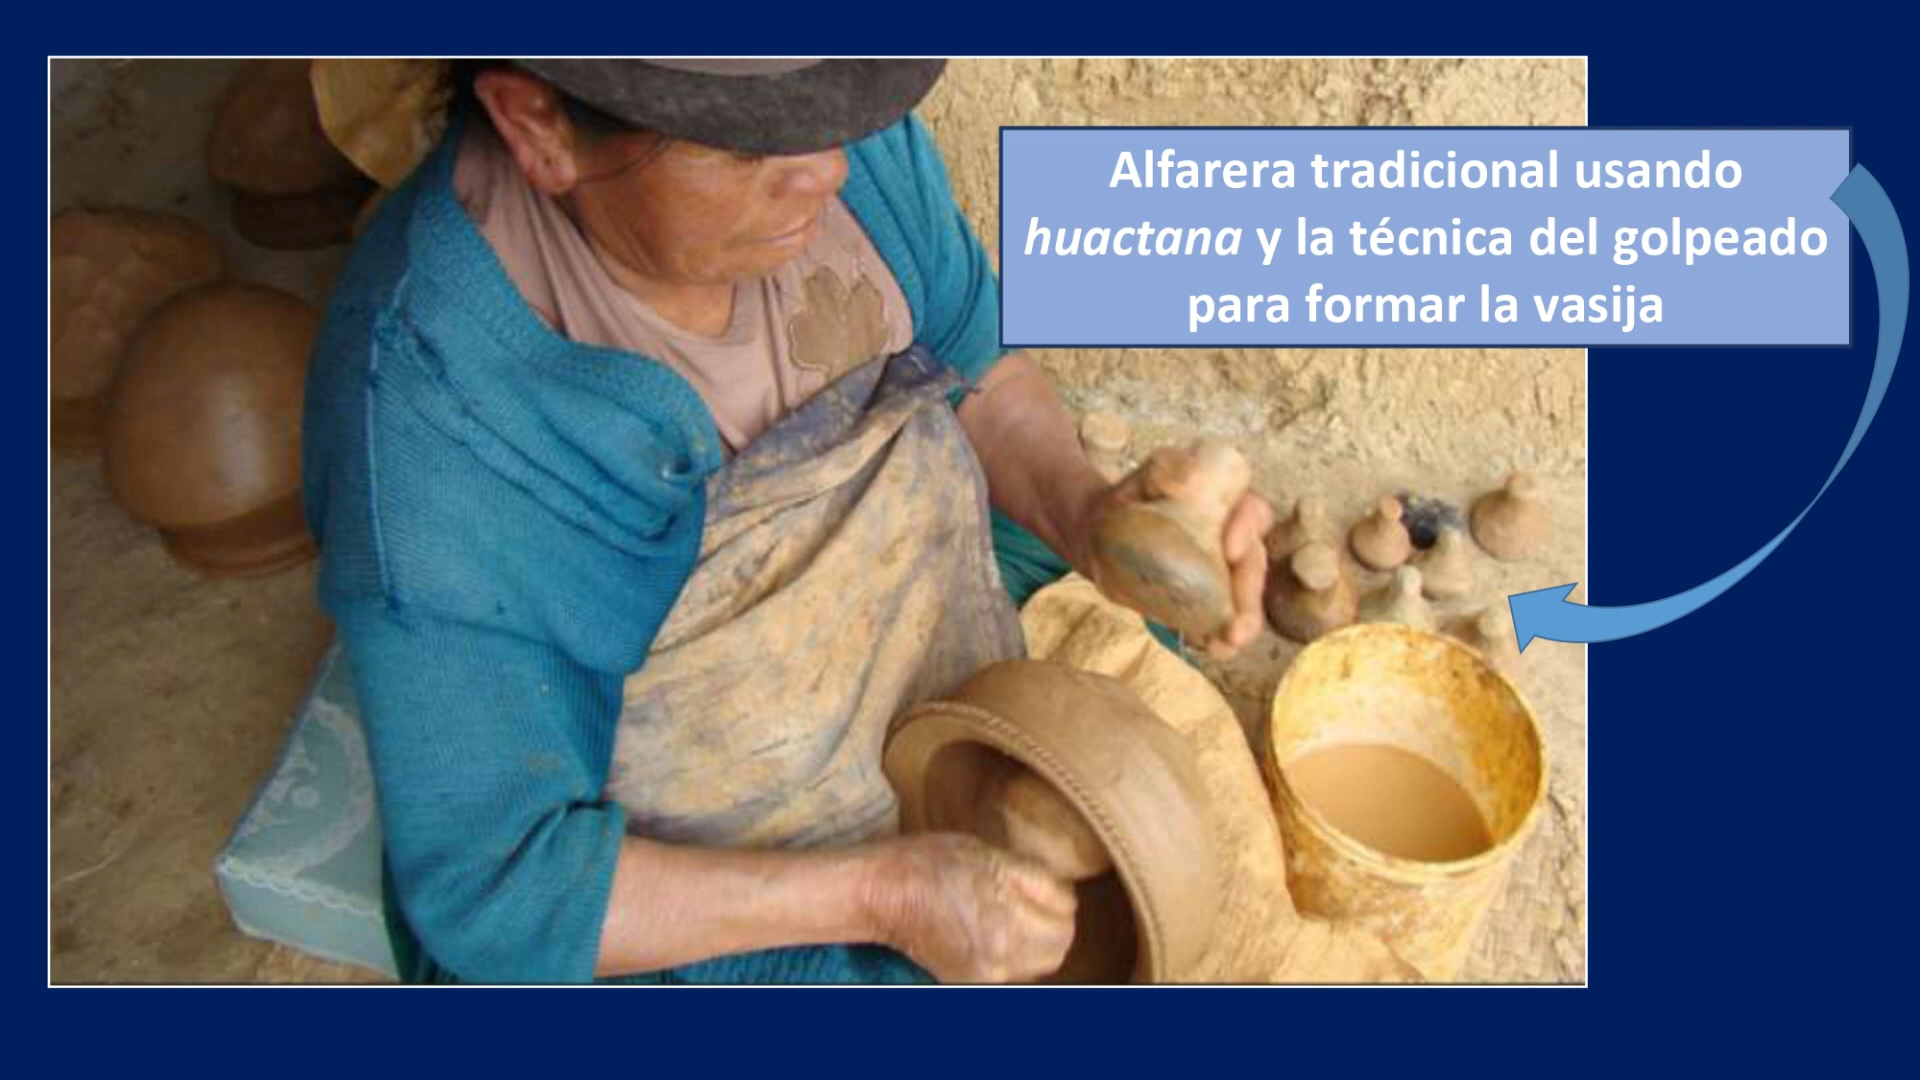 Alfarera tradicional usando
huactana y la técnica del golpeado
para formar la vasija